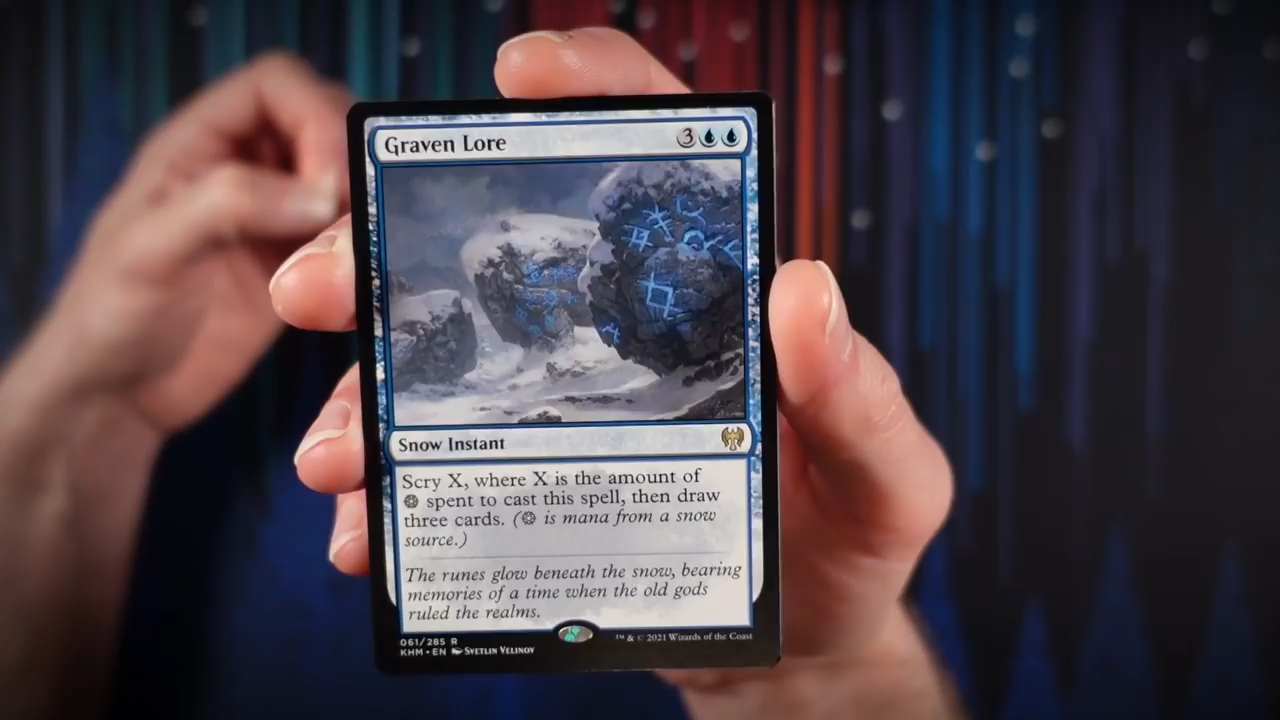 Graven Lore 3
Snow Instant
Scry X, where X is the amount of
spent to cast this spell, then draw
three cards. ( is mana from a snow
source.)
The runes glow beneath the snow, bearing
memories of a time when the old gods
ruled the realms.
061/285 R
KHM • EN Svetlin Velinov
™ & © 2021 Wizards of the Coast